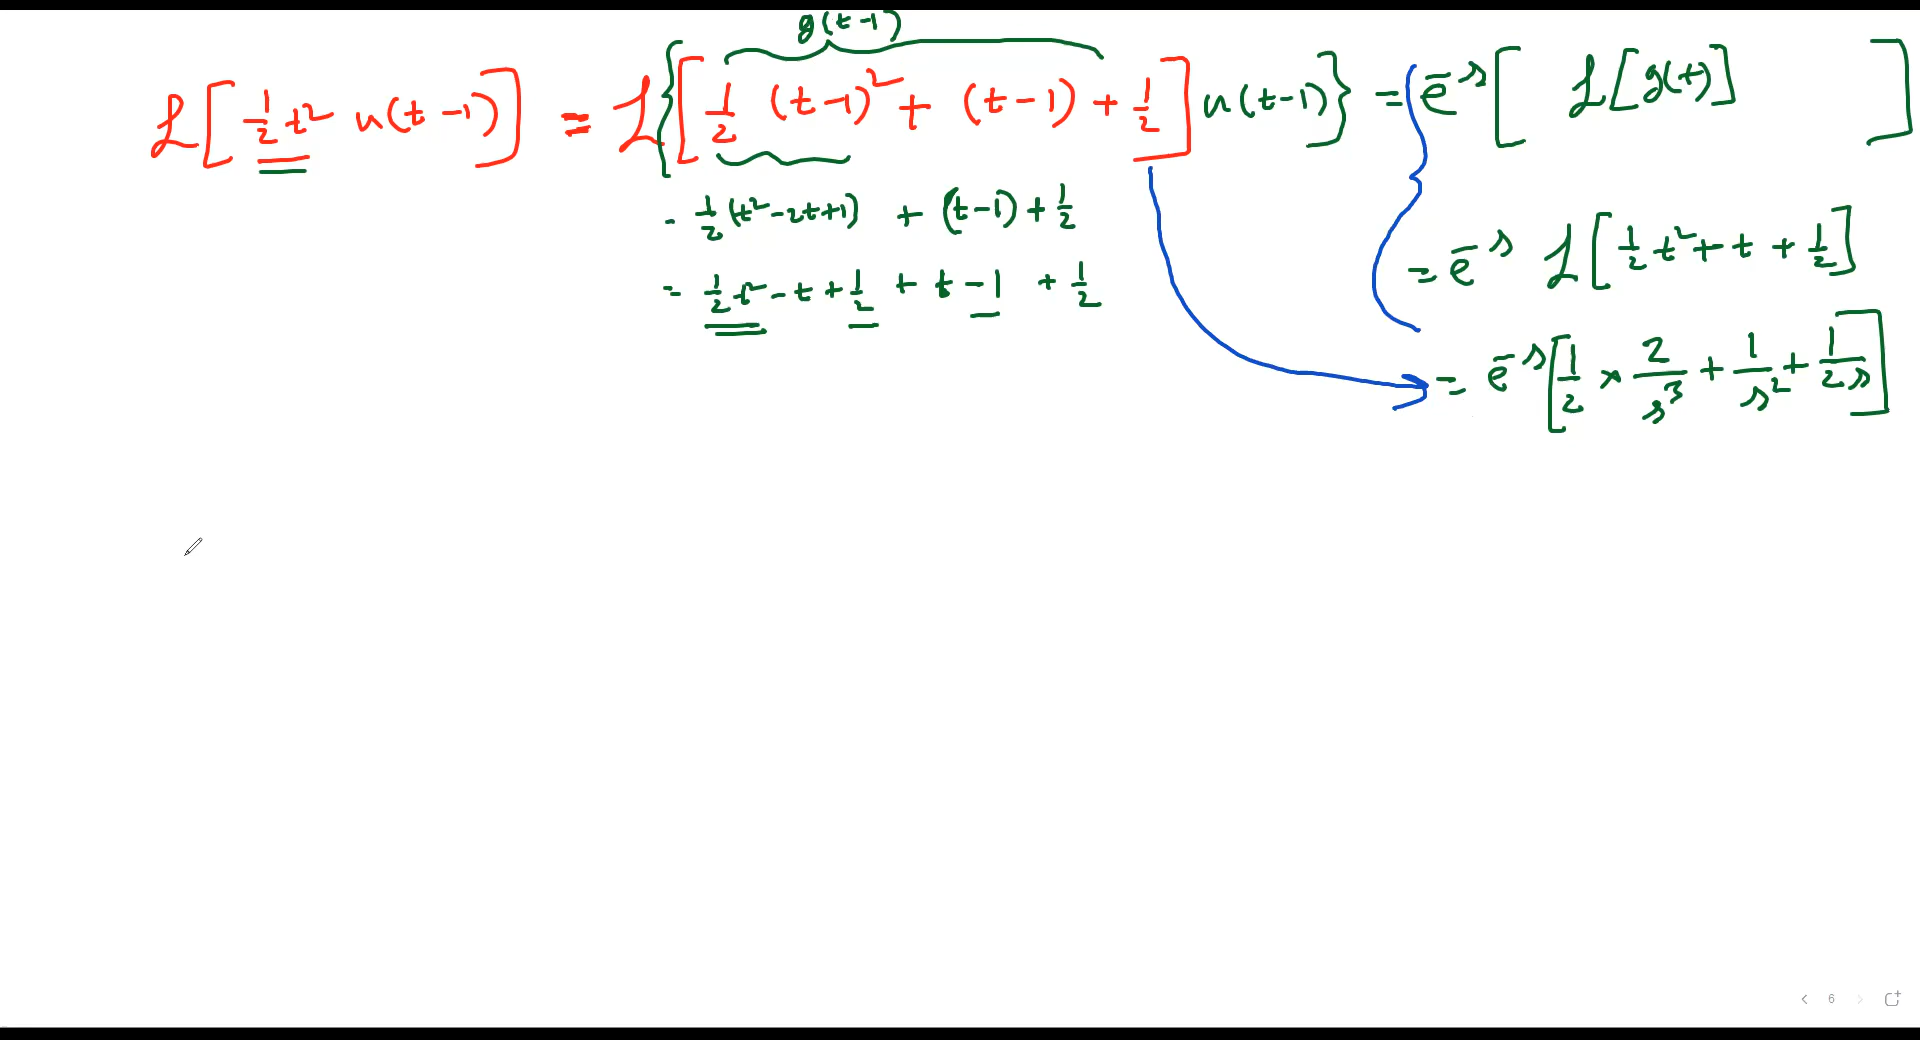 g(t-1)
ℒ[½t² u(t-1)] = ℒ{[½ (t-1)² + (t-1) + ½] u(t-1)} = e^-s [ ℒ[g(t)] ]
- ½(t²-2t+1) + (t-1) + ½
= e^-s ℒ[½t² + t + ½]
= ½t² - t + ½ + t - 1 + ½
= e^-s [½ × 2/s³ + 1/s² + 1/2s]
6